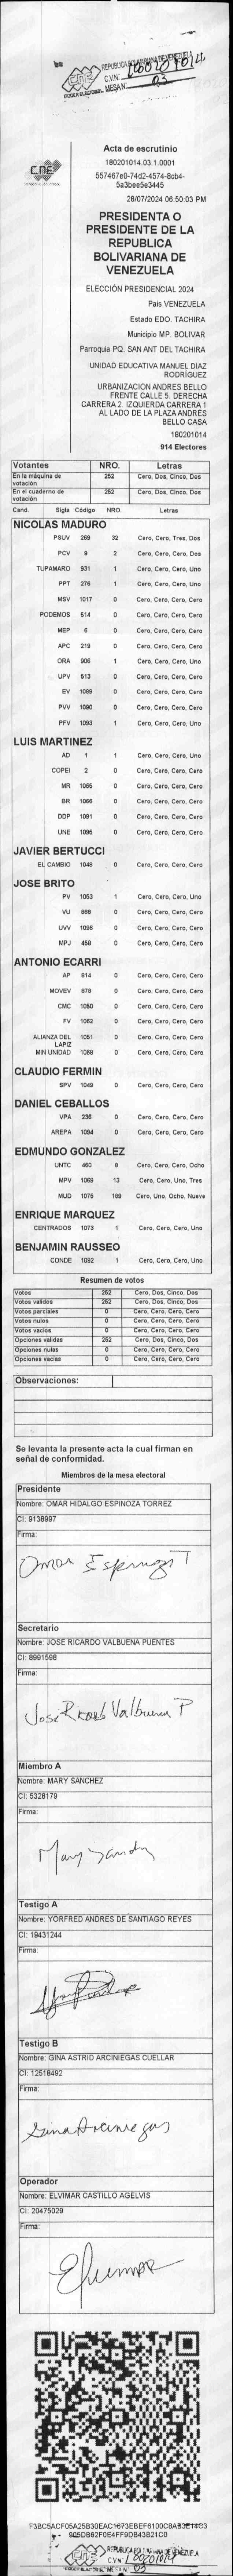 REPUBLICA BOLIVARIANA DE VENEZUELA
C.V.N: 180201014
PODER ELECTORAL MESA N: 03
CNE
Acta de escrutinio
180201014.03.1.0001
557467e0-74d2-4574-8cb4-
5a3bee5e3445
28/07/2024 06:50:03 PM
PRESIDENTA O
PRESIDENTE DE LA
REPUBLICA
BOLIVARIANA DE
VENEZUELA
ELECCIÓN PRESIDENCIAL 2024
Pais VENEZUELA
Estado EDO. TACHIRA
Municipio MP. BOLIVAR
Parroquia PQ. SAN ANT DEL TACHIRA
UNIDAD EDUCATIVA MANUEL DIAZ
RODRÍGUEZ
URBANIZACION ANDRES BELLO
FRENTE CALLE 5. DERECHA
CARRERA 2. IZQUIERDA CARRERA 1
AL LADO DE LA PLAZA ANDRES
BELLO CASA
180201014
914 Electores
Votantes NRO. Letras
En la máquina de votación 252 Cero, Dos, Cinco, Dos
En el cuaderno de votación 252 Cero, Dos, Cinco, Dos
Cand. Sigla Código NRO. Letras
NICOLAS MADURO
PSUV 269 32 Cero, Cero, Tres, Dos
PCV 9 2 Cero, Cero, Cero, Dos
TUPAMARO 931 1 Cero, Cero, Cero, Uno
PPT 276 1 Cero, Cero, Cero, Uno
MSV 1017 0 Cero, Cero, Cero, Cero
PODEMOS 514 0 Cero, Cero, Cero, Cero
MEP 6 0 Cero, Cero, Cero, Cero
APC 219 0 Cero, Cero, Cero, Cero
ORA 906 1 Cero, Cero, Cero, Uno
UPV 513 0 Cero, Cero, Cero, Cero
EV 1089 0 Cero, Cero, Cero, Cero
PVV 1090 0 Cero, Cero, Cero, Cero
PFV 1093 1 Cero, Cero, Cero, Uno
LUIS MARTINEZ
AD 1 1 Cero, Cero, Cero, Uno
COPEI 2 0 Cero, Cero, Cero, Cero
MR 1065 0 Cero, Cero, Cero, Cero
BR 1066 0 Cero, Cero, Cero, Cero
DDP 1091 0 Cero, Cero, Cero, Cero
UNE 1095 0 Cero, Cero, Cero, Cero
JAVIER BERTUCCI
EL CAMBIO 1048 0 Cero, Cero, Cero, Cero
JOSE BRITO
PV 1053 1 Cero, Cero, Cero, Uno
VU 868 0 Cero, Cero, Cero, Cero
UVV 1096 0 Cero, Cero, Cero, Cero
MPJ 458 0 Cero, Cero, Cero, Cero
ANTONIO ECARRI
AP 814 0 Cero, Cero, Cero, Cero
MOVEV 879 0 Cero, Cero, Cero, Cero
CMC 1050 0 Cero, Cero, Cero, Cero
FV 1062 0 Cero, Cero, Cero, Cero
ALIANZA DEL LAPIZ 1051 0 Cero, Cero, Cero, Cero
MIN UNIDAD 1068 0 Cero, Cero, Cero, Cero
CLAUDIO FERMIN
SPV 1049 0 Cero, Cero, Cero, Cero
DANIEL CEBALLOS
VPA 236 0 Cero, Cero, Cero, Cero
AREPA 1094 0 Cero, Cero, Cero, Cero
EDMUNDO GONZALEZ
UNTC 460 8 Cero, Cero, Cero, Ocho
MPV 1069 13 Cero, Cero, Uno, Tres
MUD 1075 189 Cero, Uno, Ocho, Nueve
ENRIQUE MARQUEZ
CENTRADOS 1073 1 Cero, Cero, Cero, Uno
BENJAMIN RAUSSEO
CONDE 1092 1 Cero, Cero, Cero, Uno
Resumen de votos
Votos 252 Cero, Dos, Cinco, Dos
Votos validos 252 Cero, Dos, Cinco, Dos
Votos parciales 0 Cero, Cero, Cero, Cero
Votos nulos 0 Cero, Cero, Cero, Cero
Votos vacios 0 Cero, Cero, Cero, Cero
Opciones validas 252 Cero, Dos, Cinco, Dos
Opciones nulas 0 Cero, Cero, Cero, Cero
Opciones vacias 0 Cero, Cero, Cero, Cero
Observaciones:
Se levanta la presente acta la cual firman en
señal de conformidad.
Miembros de la mesa electoral
Presidente
Nombre: OMAR HIDALGO ESPINOZA TORREZ
CI: 9138997
Firma:
Omar Espinoza T
Secretario
Nombre: JOSE RICARDO VALBUENA PUENTES
CI: 8991598
Firma:
Jose Ricardo Valbuena P
Miembro A
Nombre: MARY SANCHEZ
CI: 5328179
Firma:
Mary Sanchez
Testigo A
Nombre: YORFRED ANDRES DE SANTIAGO REYES
CI: 19431244
Firma:
Testigo B
Nombre: GINA ASTRID ARCINIEGAS CUELLAR
CI: 12518492
Firma:
Gina Arciniegas
Operador
Nombre: ELVIMAR CASTILLO AGELVIS
CI: 20475029
Firma:
Elvimar
F3BC5ACF05A25B30EAC1673EBEF6100C8AB3E14C3
905DB62F0E4FF9DB43B21C0
REPUBLICA BOLIVARIANA DE VENEZUELA
C.V.N: 180201014
PODER ELECTORAL MESA N: 03